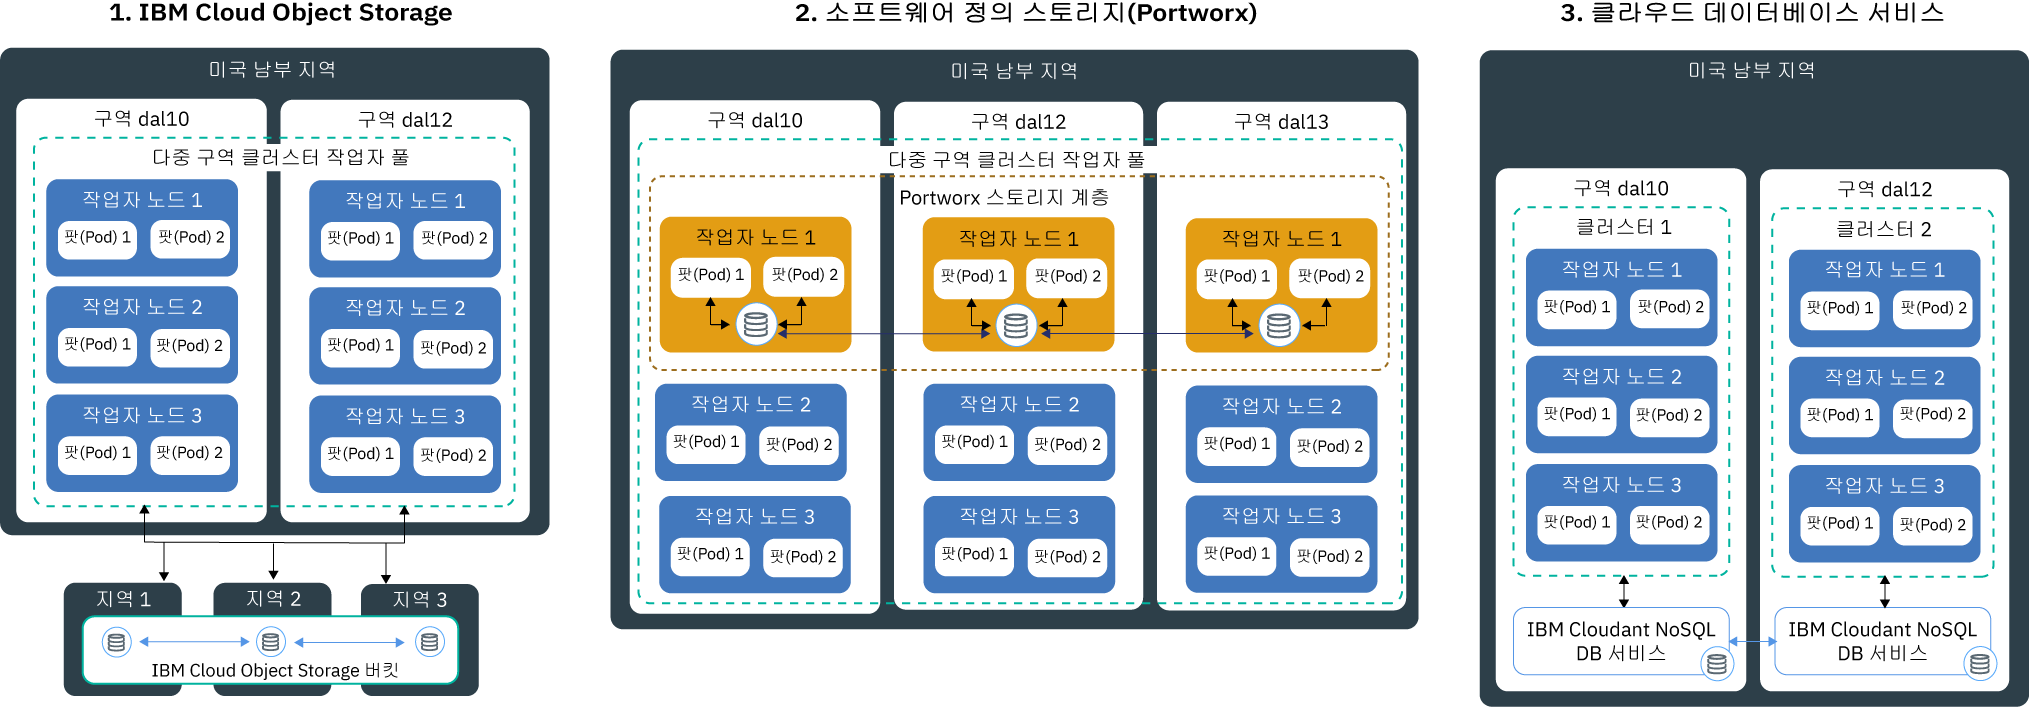 1. IBM Cloud Object Storage
미국 남부 지역
구역 dal10
구역 dal12
다중 구역 클러스터 작업자 풀
작업자 노드 1
팟(Pod) 1
팟(Pod) 2
작업자 노드 1
팟(Pod) 1
팟(Pod) 2
작업자 노드 2
팟(Pod) 1
팟(Pod) 2
작업자 노드 2
팟(Pod) 1
팟(Pod) 2
작업자 노드 3
팟(Pod) 1
팟(Pod) 2
작업자 노드 3
팟(Pod) 1
팟(Pod) 2
지역 1
지역 2
지역 3
IBM Cloud Object Storage 버킷
2. 소프트웨어 정의 스토리지(Portworx)
미국 남부 지역
구역 dal10
구역 dal12
구역 dal13
다중 구역 클러스터 작업자 풀
Portworx 스토리지 계층
작업자 노드 1
팟(Pod) 1
팟(Pod) 2
작업자 노드 1
팟(Pod) 1
팟(Pod) 2
작업자 노드 1
팟(Pod) 1
팟(Pod) 2
작업자 노드 2
팟(Pod) 1
팟(Pod) 2
작업자 노드 2
팟(Pod) 1
팟(Pod) 2
작업자 노드 2
팟(Pod) 1
팟(Pod) 2
작업자 노드 3
팟(Pod) 1
팟(Pod) 2
작업자 노드 3
팟(Pod) 1
팟(Pod) 2
작업자 노드 3
팟(Pod) 1
팟(Pod) 2
3. 클라우드 데이터베이스 서비스
미국 남부 지역
구역 dal10
구역 dal12
클러스터 1
클러스터 2
작업자 노드 1
팟(Pod) 1
팟(Pod) 2
작업자 노드 1
팟(Pod) 1
팟(Pod) 2
작업자 노드 2
팟(Pod) 1
팟(Pod) 2
작업자 노드 2
팟(Pod) 1
팟(Pod) 2
작업자 노드 3
팟(Pod) 1
팟(Pod) 2
작업자 노드 3
팟(Pod) 1
팟(Pod) 2
IBM Cloudant NoSQL
DB 서비스
IBM Cloudant NoSQL
DB 서비스